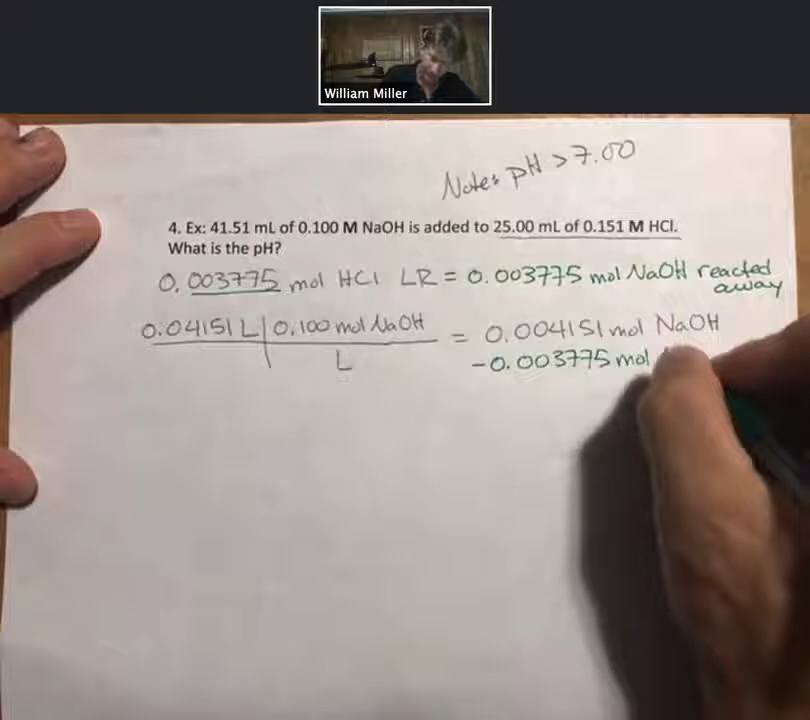 William Miller
Note: pH > 7.00
4. Ex: 41.51 mL of 0.100 M NaOH is added to 25.00 mL of 0.151 M HCl.
What is the pH?
0.003775 mol HCl LR = 0.003775 mol NaOH reacted away
0.04151 L | 0.100 mol NaOH = 0.004151 mol NaOH
L
-0.003775 mol